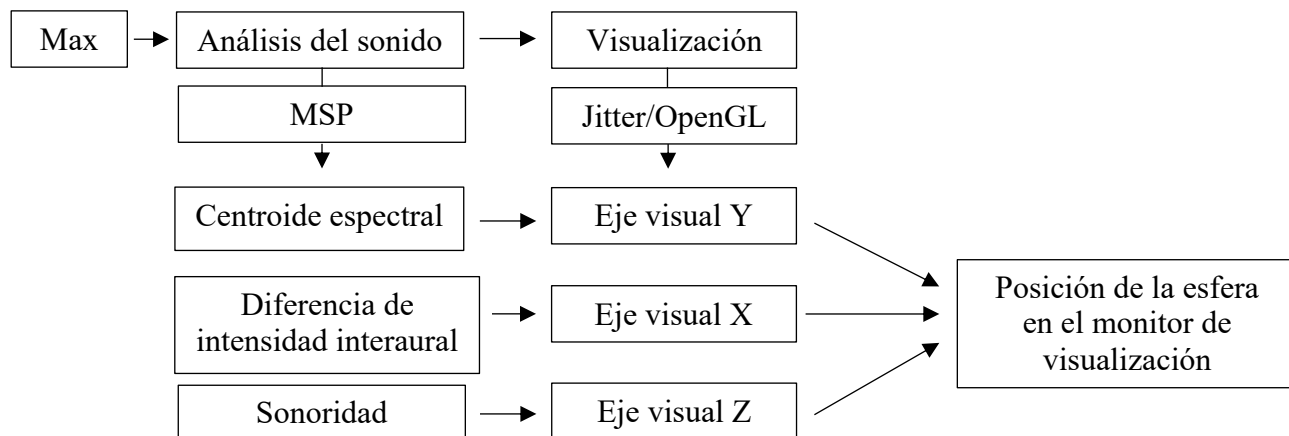 Max
Análisis del sonido
Visualización
MSP
Jitter/OpenGL
Centroide espectral
Eje visual Y
Diferencia de
intensidad interaural
Eje visual X
Posición de la esfera
en el monitor de
visualización
Sonoridad
Eje visual Z